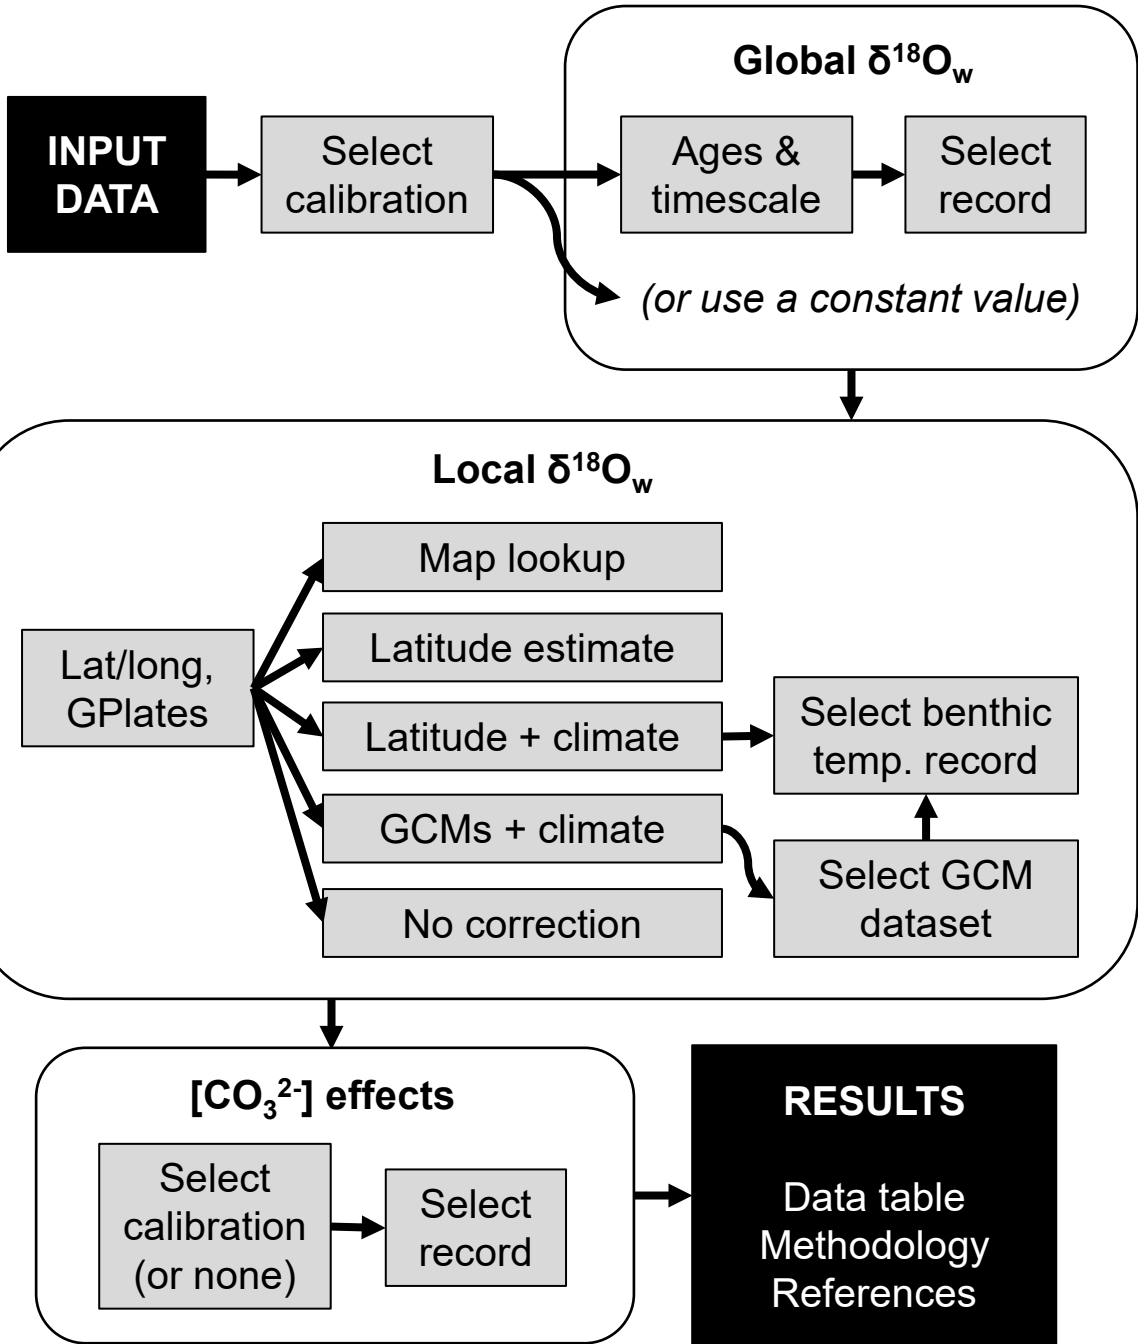 Global δ¹⁸Ow
INPUT
DATA
Select
calibration
Ages &
timescale
Select
record
(or use a constant value)
Local δ¹⁸Ow
Map lookup
Lat/long,
GPlates
Latitude estimate
Latitude + climate
Select benthic
temp. record
GCMs + climate
Select GCM
dataset
No correction
[CO₃²⁻] effects
Select
calibration
(or none)
Select
record
RESULTS
Data table
Methodology
References